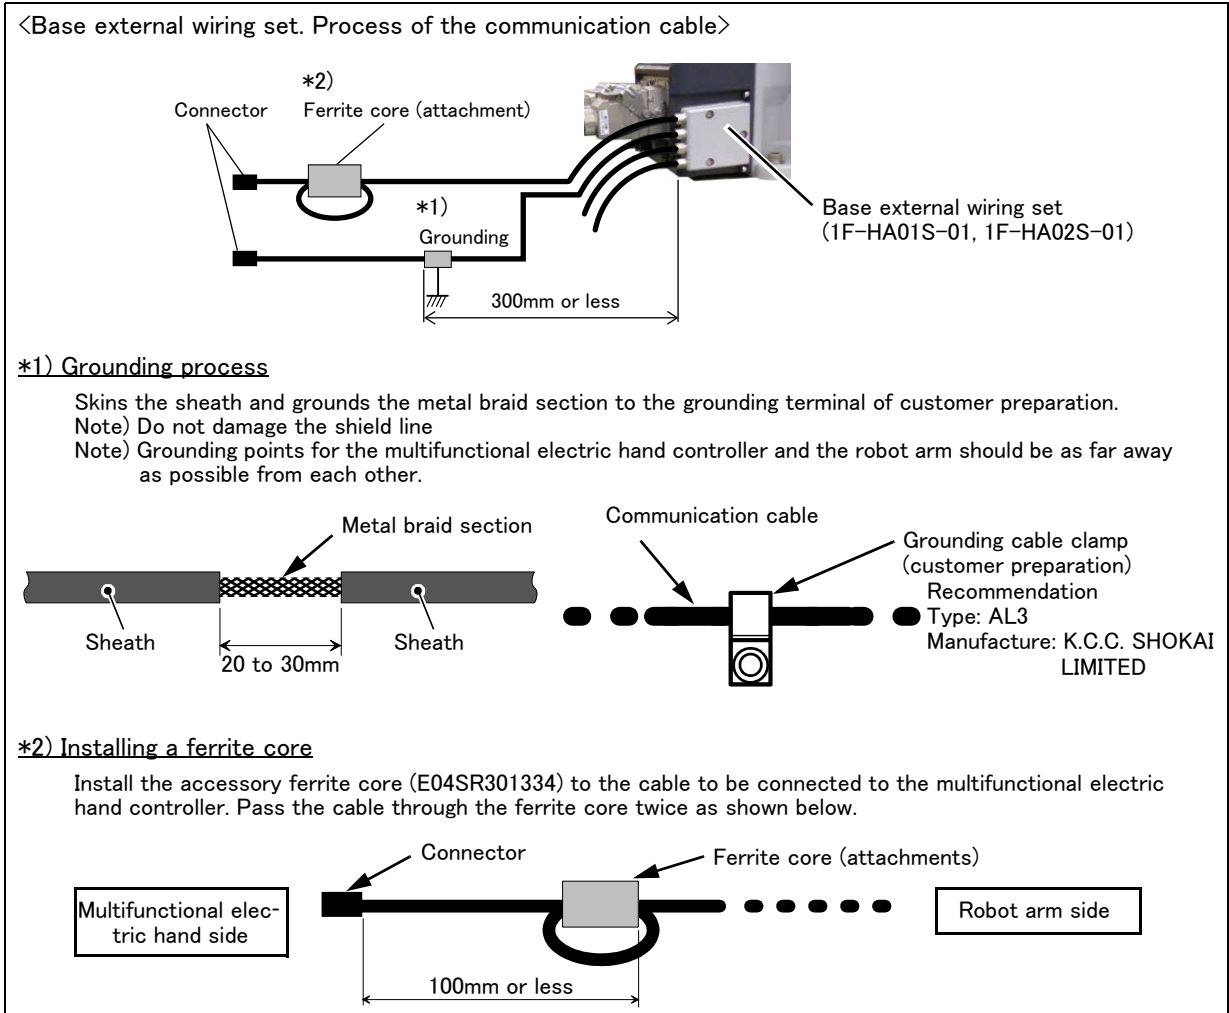 <Base external wiring set. Process of the communication cable>
*2)
Connector
Ferrite core (attachment)
*1)
Grounding
Base external wiring set
(1F-HA01S-01, 1F-HA02S-01)
300mm or less
*1) Grounding process
Skins the sheath and grounds the metal braid section to the grounding terminal of customer preparation.
Note) Do not damage the shield line
Note) Grounding points for the multifunctional electric hand controller and the robot arm should be as far away
as possible from each other.
Metal braid section
Sheath
Sheath
20 to 30mm
Communication cable
Grounding cable clamp
(customer preparation)
Recommendation
Type: AL3
Manufacture: K.C.C. SHOKAI
LIMITED
*2) Installing a ferrite core
Install the accessory ferrite core (E04SR301334) to the cable to be connected to the multifunctional electric
hand controller. Pass the cable through the ferrite core twice as shown below.
Connector
Ferrite core (attachments)
Multifunctional elec-
tric hand side
Robot arm side
100mm or less